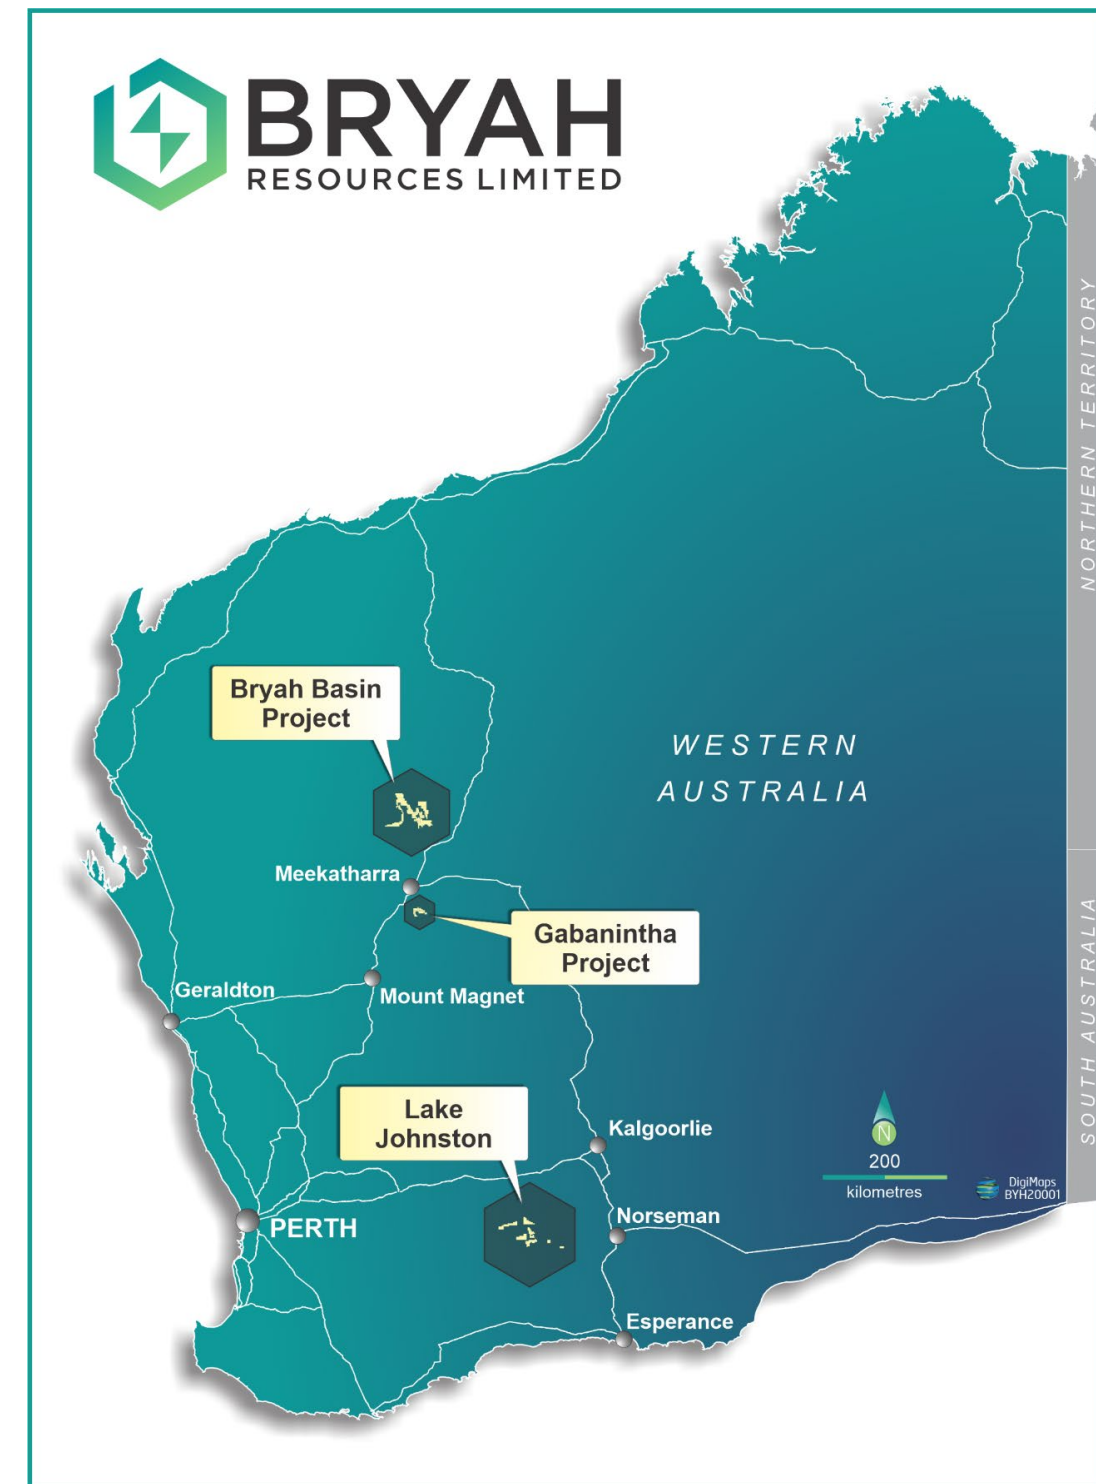 BRYAH
RESOURCES LIMITED
NORTHERN TERRITORY
Bryah Basin
Project
WESTERN
AUSTRALIA
Meekatharra
Gabanintha
Project
Geraldton
Mount Magnet
SOUTH AUSTRALIA
Lake
Johnston
Kalgoorlie
N
200
kilometres
DigiMaps
BYH20001
PERTH
Norseman
Esperance